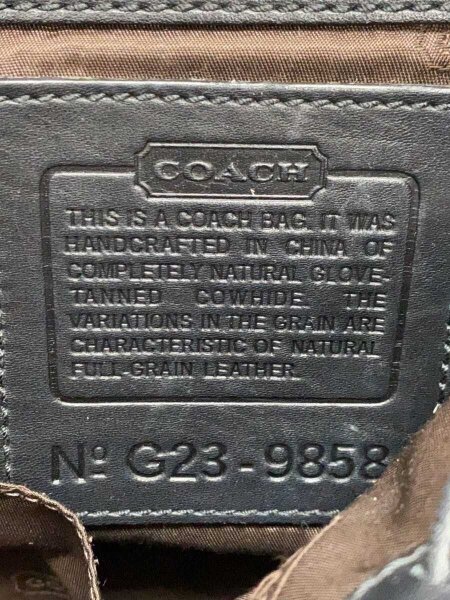 COACH
THIS IS A COACH BAG. IT WAS
HANDCRAFTED IN CHINA OF
COMPLETELY NATURAL GLOVE-
TANNED COWHIDE. THE
VARIATIONS IN THE GRAIN ARE
CHARACTERISTIC OF NATURAL
FULL-GRAIN LEATHER.
Nº G23-9858